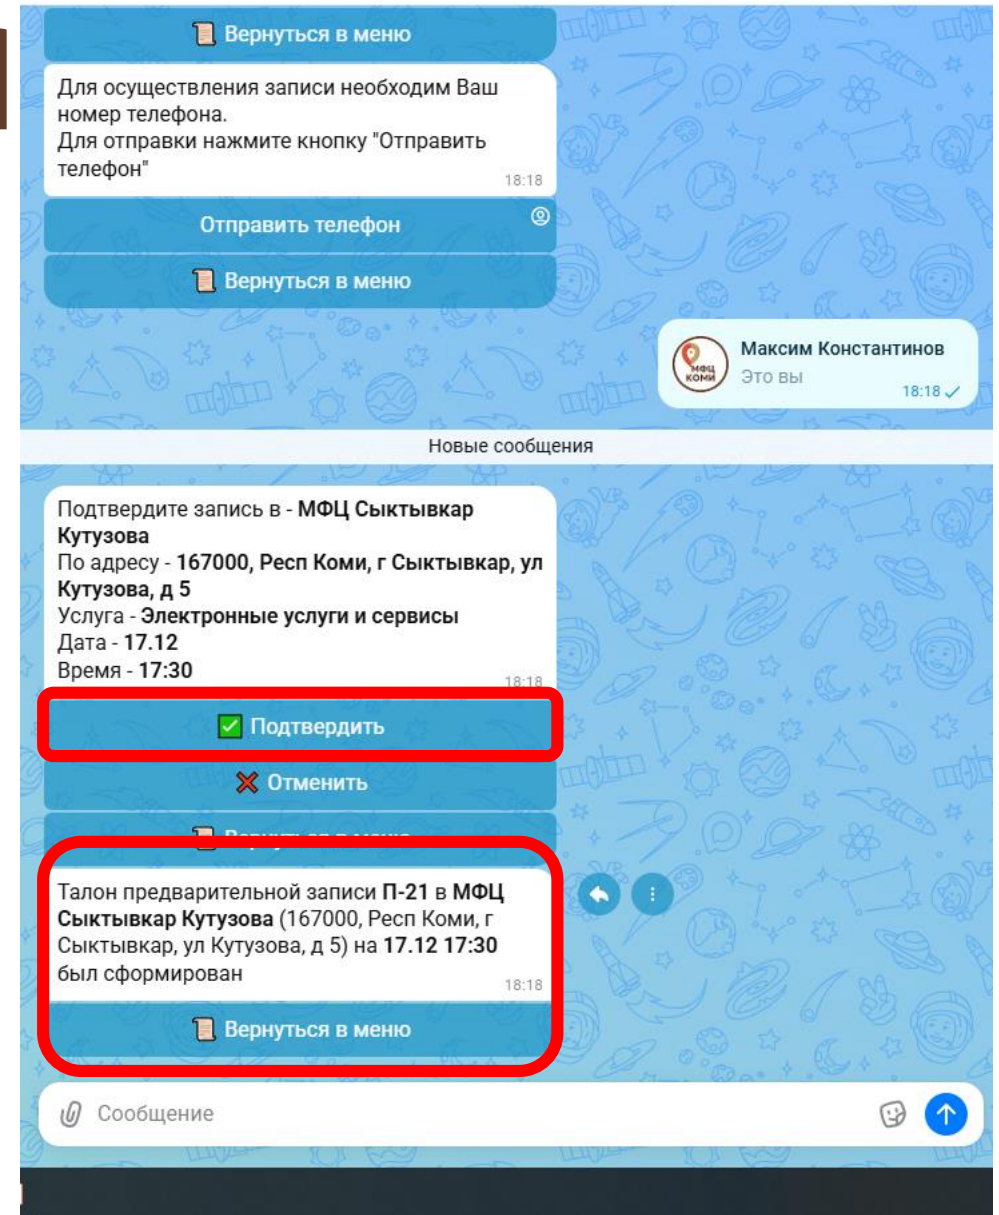 Вернуться в меню
Для осуществления записи необходим Ваш
номер телефона.
Для отправки нажмите кнопку "Отправить
телефон"
18:18
Отправить телефон
Вернуться в меню
Максим Константинов
МФЦ
КОМИ
Это вы
18:18
Новые сообщения
Подтвердите запись в - МФЦ Сыктывкар
Кутузова
По адресу - 167000, Респ Коми, г Сыктывкар, ул
Кутузова, д 5
Услуга - Электронные услуги и сервисы
Дата - 17.12
Время - 17:30
18:18
Подтвердить
Отменить
Вернуться в меню
Талон предварительной записи П-21 в МФЦ
Сыктывкар Кутузова (167000, Респ Коми, г
Сыктывкар, ул Кутузова, д 5) на 17.12 17:30
был сформирован
18:18
Вернуться в меню
Сообщение